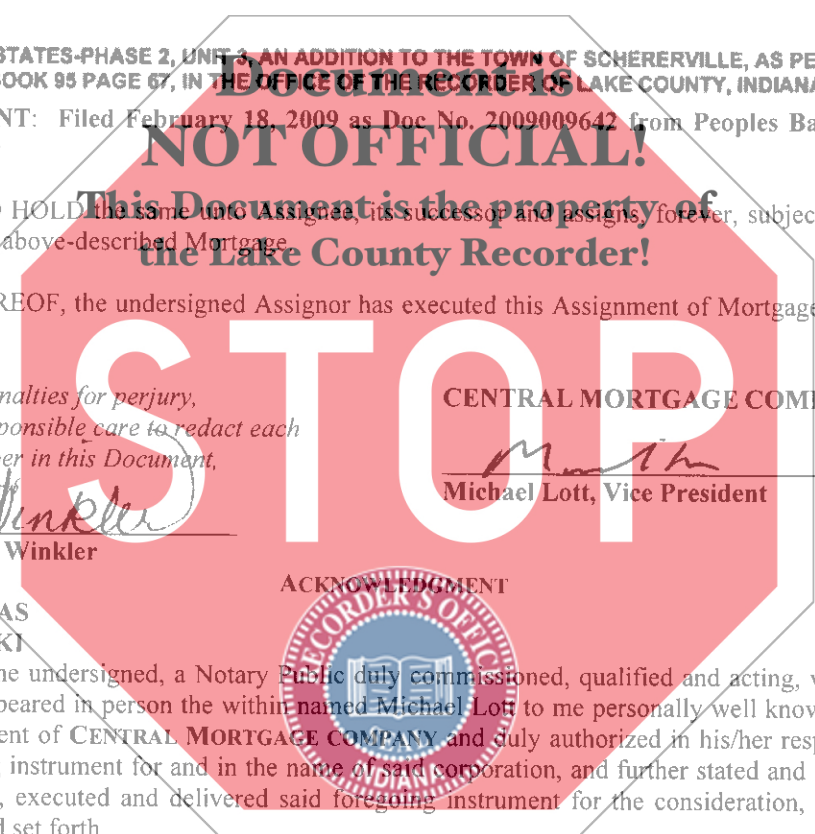 STATES-PHASE 2, UNIT 3, AN ADDITION TO THE TOWN OF SCHERERVILLE, AS PE
OOK 95 PAGE 67, IN THE OFFICE OF THE RECORDER OF LAKE COUNTY, INDIANA
Document is
NT: Filed February 18, 2009 as Doc No. 2009009642 from Peoples Ba
NOT OFFICIAL!
This Document is the property of
HOLD the same unto Assignee, its successor and assigns, forever, subjec
above-described Mortgage.
the Lake County Recorder!
REOF, the undersigned Assignor has executed this Assignment of Mortgage
STOP
nalties for perjury,
ponsible care to redact each
er in this Document,
CENTRAL MORTGAGE COMP
Michael Lott, Vice President
Winkler
Winkler
ACKNOWLEDGMENT
RECORDER'S OFFICE
AS
KI
ne undersigned, a Notary Public duly commissioned, qualified and acting, w
peared in person the within named Michael Lott to me personally well know
ent of CENTRAL MORTGAGE COMPANY and duly authorized in his/her resp
instrument for and in the name of said corporation, and further stated and
, executed and delivered said foregoing instrument for the consideration,
d set forth
INDIANA